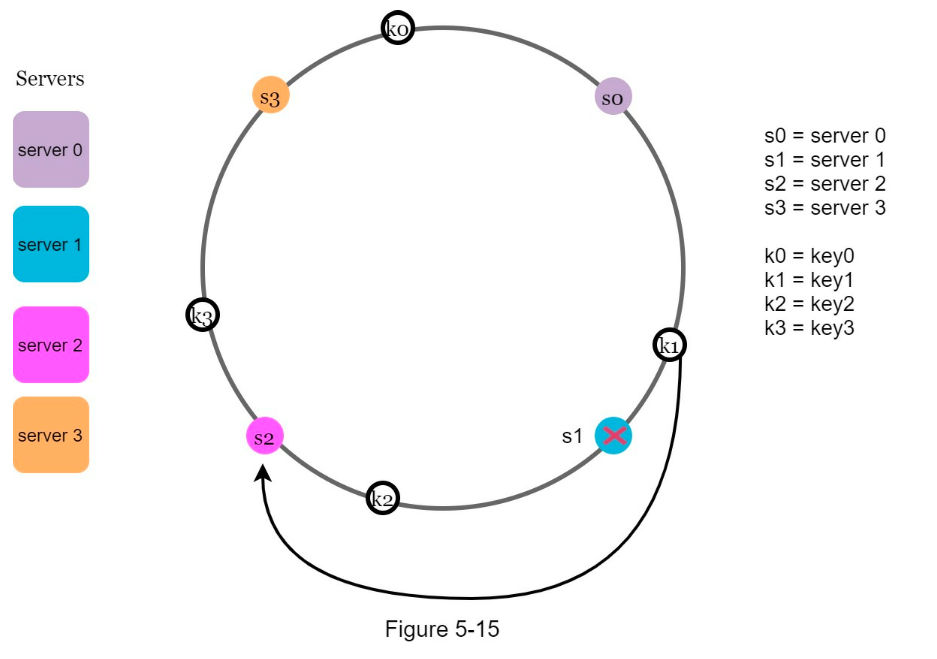 Servers
server 0
server 1
server 2
server 3
k0
s3
s0
k3
k1
s2
s1
k2
s0 = server 0
s1 = server 1
s2 = server 2
s3 = server 3
k0 = key0
k1 = key1
k2 = key2
k3 = key3
Figure 5-15